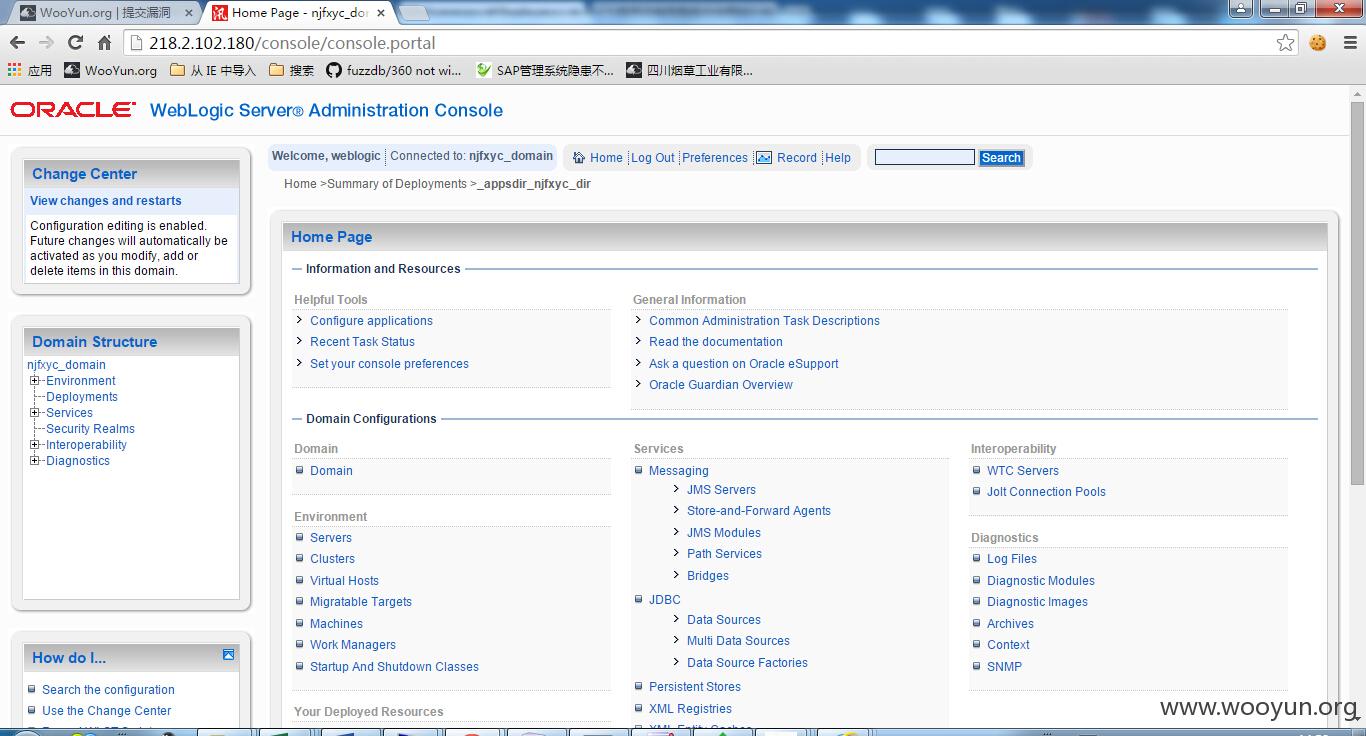 WooYun.org | 提交漏洞
Home Page - njfxyc_do
218.2.102.180/console/console.portal
应用 WooYun.org 从 IE 中导入 搜索 fuzzdb/360 not wi... SAP管理系统隐患不... 四川烟草工业有限...
ORACLE WebLogic Server® Administration Console
Change Center
View changes and restarts
Configuration editing is enabled.
Future changes will automatically be
activated as you modify, add or
delete items in this domain.
Domain Structure
njfxyc_domain
Environment
Deployments
Services
Security Realms
Interoperability
Diagnostics
How do I...
Search the configuration
Use the Change Center
Welcome, weblogic Connected to: njfxyc_domain
Home Log Out Preferences Record Help
Search
Home >Summary of Deployments >_appsdir_njfxyc_dir
Home Page
Information and Resources
Helpful Tools
Configure applications
Recent Task Status
Set your console preferences
General Information
Common Administration Task Descriptions
Read the documentation
Ask a question on Oracle eSupport
Oracle Guardian Overview
Domain Configurations
Domain
Domain
Environment
Servers
Clusters
Virtual Hosts
Migratable Targets
Machines
Work Managers
Startup And Shutdown Classes
Your Deployed Resources
Services
Messaging
JMS Servers
Store-and-Forward Agents
JMS Modules
Path Services
Bridges
JDBC
Data Sources
Multi Data Sources
Data Source Factories
Persistent Stores
XML Registries
XML Entity Caches
Interoperability
WTC Servers
Jolt Connection Pools
Diagnostics
Log Files
Diagnostic Modules
Diagnostic Images
Archives
Context
SNMP
www.wooyun.org